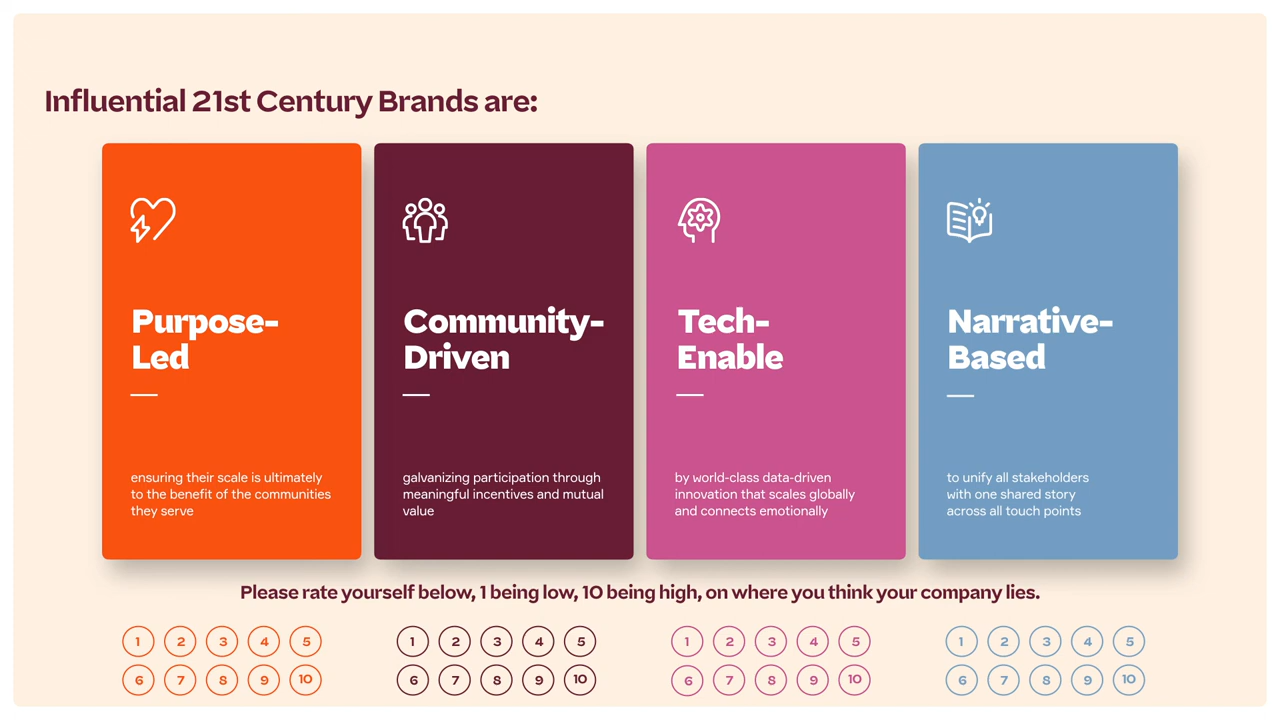 Influential 21st Century Brands are:
Purpose-
Led
ensuring their scale is ultimately
to the benefit of the communities
they serve
Community-
Driven
galvanizing participation through
meaningful incentives and mutual
value
Tech-
Enable
by world-class data-driven
innovation that scales globally
and connects emotionally
Narrative-
Based
to unify all stakeholders
with one shared story
across all touch points
Please rate yourself below, 1 being low, 10 being high, on where you think your company lies.
1 2 3 4 5
6 7 8 9 10
1 2 3 4 5
6 7 8 9 10
1 2 3 4 5
6 7 8 9 10
1 2 3 4 5
6 7 8 9 10